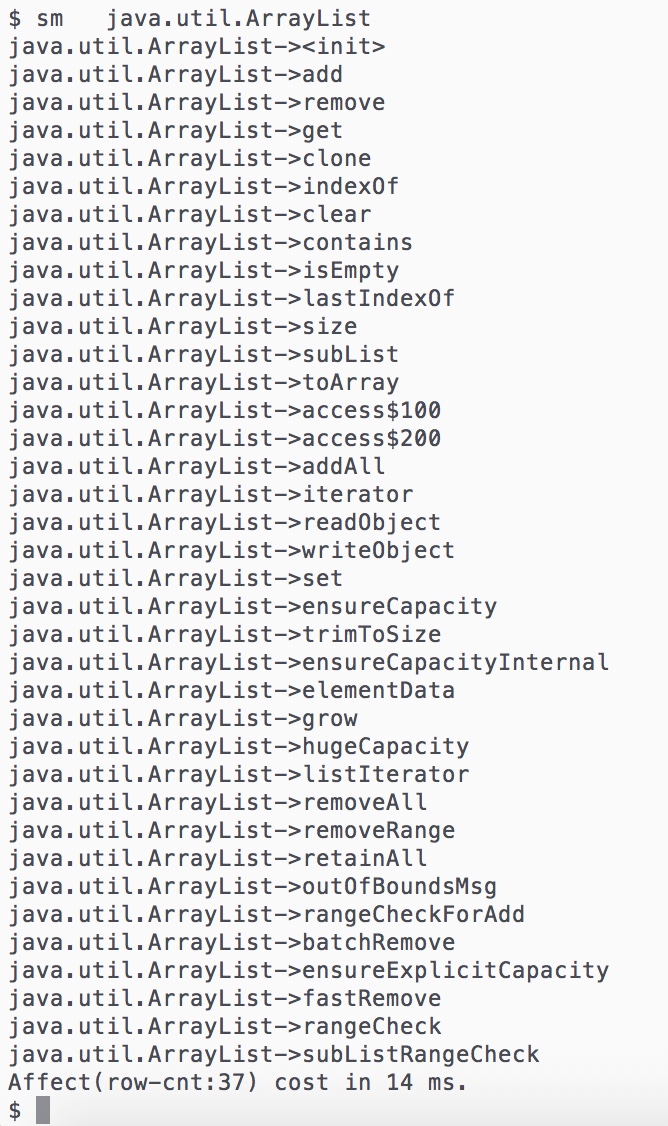 $ sm   java.util.ArrayList
java.util.ArrayList-><init>
java.util.ArrayList->add
java.util.ArrayList->remove
java.util.ArrayList->get
java.util.ArrayList->clone
java.util.ArrayList->indexOf
java.util.ArrayList->clear
java.util.ArrayList->contains
java.util.ArrayList->isEmpty
java.util.ArrayList->lastIndexOf
java.util.ArrayList->size
java.util.ArrayList->subList
java.util.ArrayList->toArray
java.util.ArrayList->access$100
java.util.ArrayList->access$200
java.util.ArrayList->addAll
java.util.ArrayList->iterator
java.util.ArrayList->readObject
java.util.ArrayList->writeObject
java.util.ArrayList->set
java.util.ArrayList->ensureCapacity
java.util.ArrayList->trimToSize
java.util.ArrayList->ensureCapacityInternal
java.util.ArrayList->elementData
java.util.ArrayList->grow
java.util.ArrayList->hugeCapacity
java.util.ArrayList->listIterator
java.util.ArrayList->removeAll
java.util.ArrayList->removeRange
java.util.ArrayList->retainAll
java.util.ArrayList->outOfBoundsMsg
java.util.ArrayList->rangeCheckForAdd
java.util.ArrayList->batchRemove
java.util.ArrayList->ensureExplicitCapacity
java.util.ArrayList->fastRemove
java.util.ArrayList->rangeCheck
java.util.ArrayList->subListRangeCheck
Affect(row-cnt:37) cost in 14 ms.
$